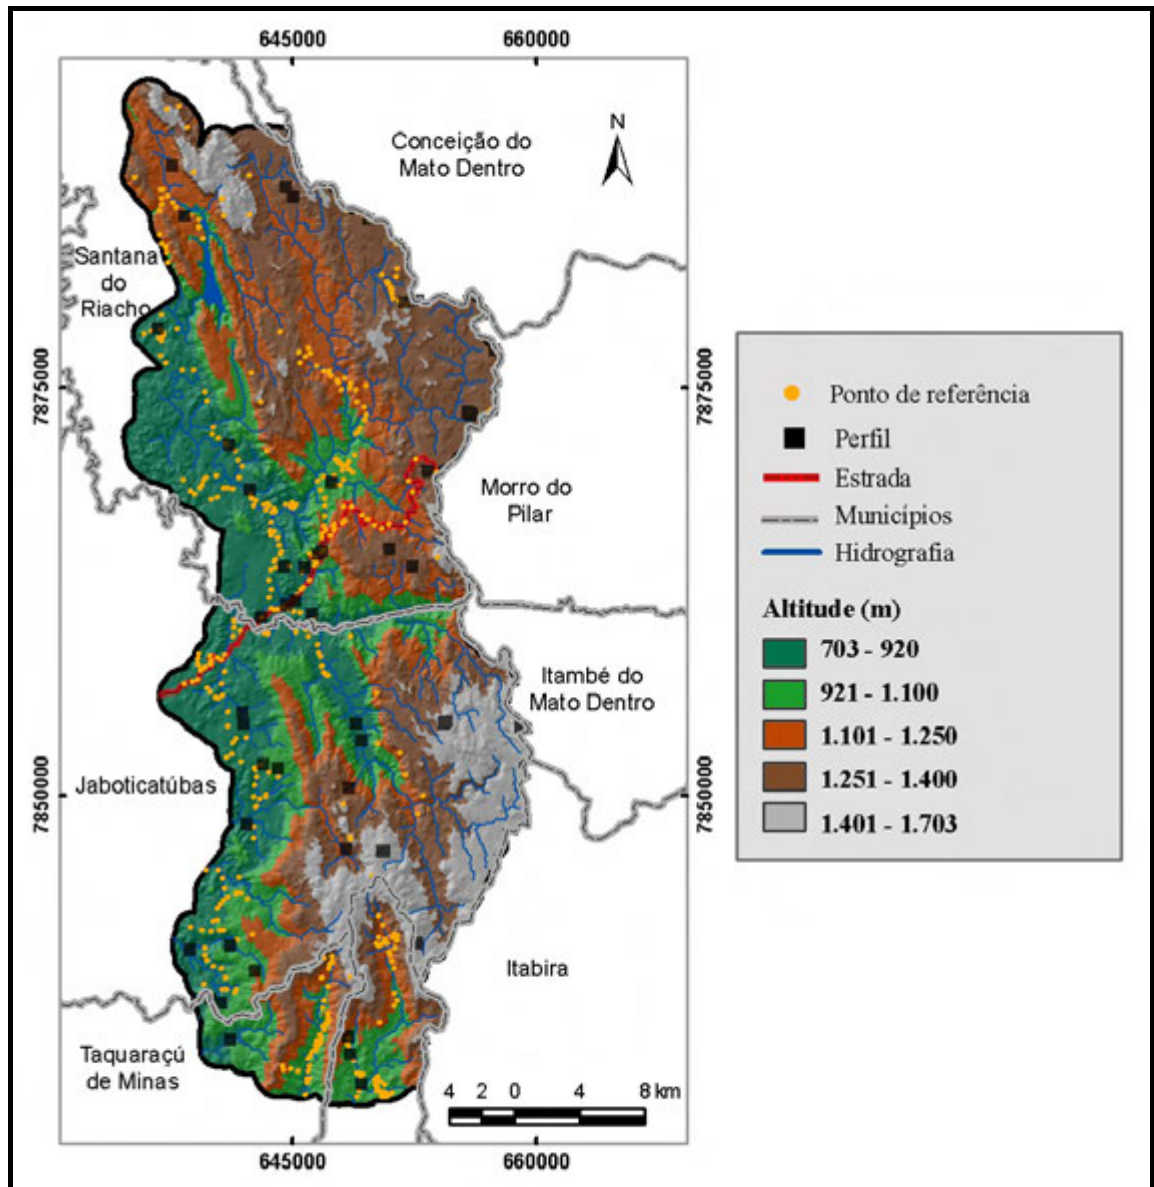 645000
660000
Conceição do
Mato Dentro
N
Santana
do
Riacho
7875000
7875000
Morro do
Pilar
Itambé do
Mato Dentro
Jaboticatúbas
7850000
7850000
Itabira
Taquaraçú
de Minas
4 2 0 4 8 km
645000
660000
Ponto de referência
Perfil
Estrada
Municípios
Hidrografia
Altitude (m)
703 - 920
921 - 1.100
1.101 - 1.250
1.251 - 1.400
1.401 - 1.703